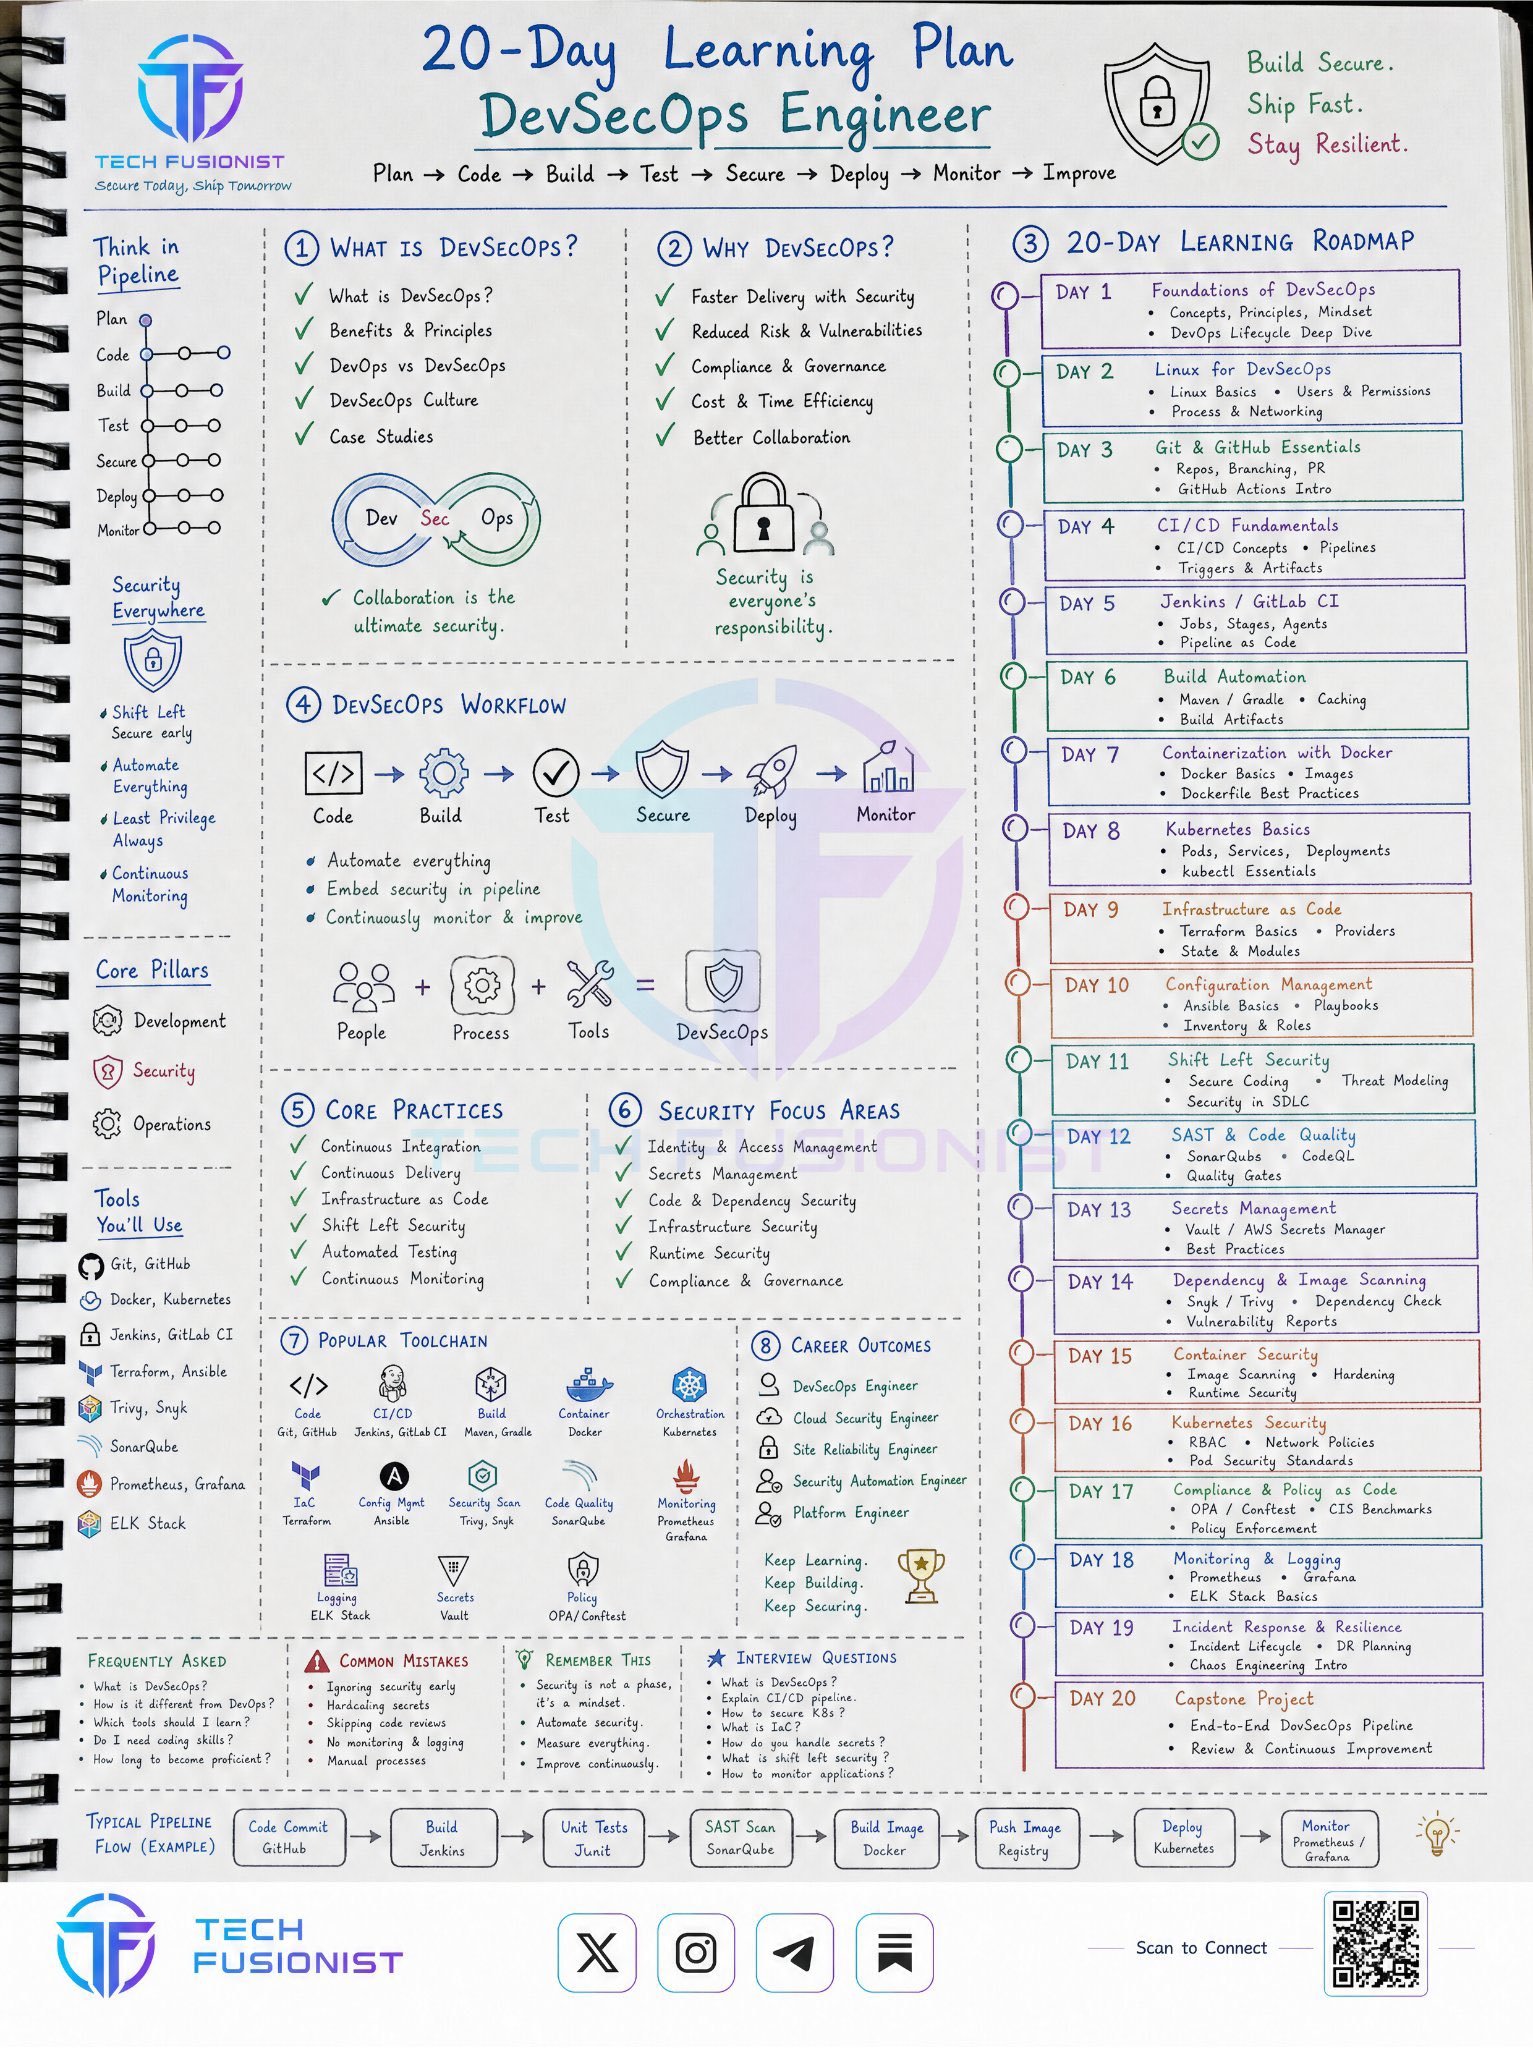 20-Day Learning Plan
DevSecOps Engineer
TECH FUSIONIST
Secure Today, Ship Tomorrow
Plan → Code → Build → Test → Secure → Deploy → Monitor → Improve
Build Secure.
Ship Fast.
Stay Resilient.
Think in
Pipeline
Plan
Code
Build
Test
Secure
Deploy
Monitor
Security
Everywhere
Shift Left
Secure early
Automate
Everything
Least Privilege
Always
Continuous
Monitoring
Core Pillars
Development
Security
Operations
Tools
You'll Use
Git, GitHub
Docker, Kubernetes
Jenkins, GitLab CI
Terraform, Ansible
Trivy, Snyk
SonarQube
Prometheus, Grafana
ELK Stack
1 WHAT IS DEVSECOPS?
✓ What is DevSecOps?
✓ Benefits & Principles
✓ DevOps vs DevSecOps
✓ DevSecOps Culture
✓ Case Studies
Dev Sec Ops
✓ Collaboration is the
ultimate security.
2 WHY DEVSECOPS?
✓ Faster Delivery with Security
✓ Reduced Risk & Vulnerabilities
✓ Compliance & Governance
✓ Cost & Time Efficiency
✓ Better Collaboration
Security is
everyone's
responsibility.
4 DEVSECOPS WORKFLOW
</>
Code
Build
Test
Secure
Deploy
Monitor
• Automate everything
• Embed security in pipeline
• Continuously monitor & improve
People + Process + Tools = DevSecOps
TF
TECH FUSIONIST
5 CORE PRACTICES
✓ Continuous Integration
✓ Continuous Delivery
✓ Infrastructure as Code
✓ Shift Left Security
✓ Automated Testing
✓ Continuous Monitoring
6 SECURITY FOCUS AREAS
✓ Identity & Access Management
✓ Secrets Management
✓ Code & Dependency Security
✓ Infrastructure Security
✓ Runtime Security
✓ Compliance & Governance
7 POPULAR TOOLCHAIN
</>
Code
Git, GitHub
CI/CD
Jenkins, GitLab CI
Build
Maven, Gradle
Container
Docker
Orchestration
Kubernetes
IaC
Terraform
A
Config Mgmt
Ansible
Security Scan
Trivy, Snyk
Code Quality
SonarQube
Monitoring
Prometheus
Grafana
Logging
ELK Stack
Secrets
Vault
Policy
OPA/Conftest
8 CAREER OUTCOMES
DevSecOps Engineer
Cloud Security Engineer
Site Reliability Engineer
Security Automation Engineer
Platform Engineer
Keep Learning.
Keep Building.
Keep Securing.
3 20-DAY LEARNING ROADMAP
DAY 1 Foundations of DevSecOps
• Concepts, Principles, Mindset
• DevOps Lifecycle Deep Dive
DAY 2 Linux for DevSecOps
• Linux Basics • Users & Permissions
• Process & Networking
DAY 3 Git & GitHub Essentials
• Repos, Branching, PR
• GitHub Actions Intro
DAY 4 CI/CD Fundamentals
• CI/CD Concepts • Pipelines
• Triggers & Artifacts
DAY 5 Jenkins / GitLab CI
• Jobs, Stages, Agents
• Pipeline as Code
DAY 6 Build Automation
• Maven / Gradle • Caching
• Build Artifacts
DAY 7 Containerization with Docker
• Docker Basics • Images
• Dockerfile Best Practices
DAY 8 Kubernetes Basics
• Pods, Services, Deployments
• kubectl Essentials
DAY 9 Infrastructure as Code
• Terraform Basics • Providers
• State & Modules
DAY 10 Configuration Management
• Ansible Basics • Playbooks
• Inventory & Roles
DAY 11 Shift Left Security
• Secure Coding • Threat Modeling
• Security in SDLC
DAY 12 SAST & Code Quality
• SonarQubs • CodeQL
• Quality Gates
DAY 13 Secrets Management
• Vault / AWS Secrets Manager
• Best Practices
DAY 14 Dependency & Image Scanning
• Snyk / Trivy • Dependency Check
• Vulnerability Reports
DAY 15 Container Security
• Image Scanning • Hardening
• Runtime Security
DAY 16 Kubernetes Security
• RBAC • Network Policies
• Pod Security Standards
DAY 17 Compliance & Policy as Code
• OPA / Conftest • CIS Benchmarks
• Policy Enforcement
DAY 18 Monitoring & Logging
• Prometheus • Grafana
• ELK Stack Basics
DAY 19 Incident Response & Resilience
• Incident Lifecycle • DR Planning
• Chaos Engineering Intro
DAY 20 Capstone Project
• End-to-End DovSecOps Pipeline
• Review & Continuous Improvement
FREQUENTLY ASKED
• What is DevSecOps?
• How is it different from DevOps?
• Which tools should I learn?
• Do I need coding skills?
• How long to become proficient?
COMMON MISTAKES
• Ignoring security early
• Hardcaling secrets
• Skipping code reviews
• No monitoring & logging
• Manual processes
REMEMBER THIS
• Security is not a phase,
it's a mindset.
• Automate security.
• Measure everything.
• Improve continuously.
INTERVIEW QUESTIONS
• What is DevSecOps?
• Explain CI/CD pipeline.
• How to secure K8s?
• What is IaC?
• How do you handle secrets?
• What is shift left security?
• How to monitor applications?
TYPICAL PIPELINE
FLOW (EXAMPLE)
Code Commit
GitHub
Build
Jenkins
Unit Tests
Junit
SAST Scan
SonarQube
Build Image
Docker
Push Image
Registry
Deploy
Kubernetes
Monitor
Prometheus /
Grafana
TECH
FUSIONIST
Scan to Connect